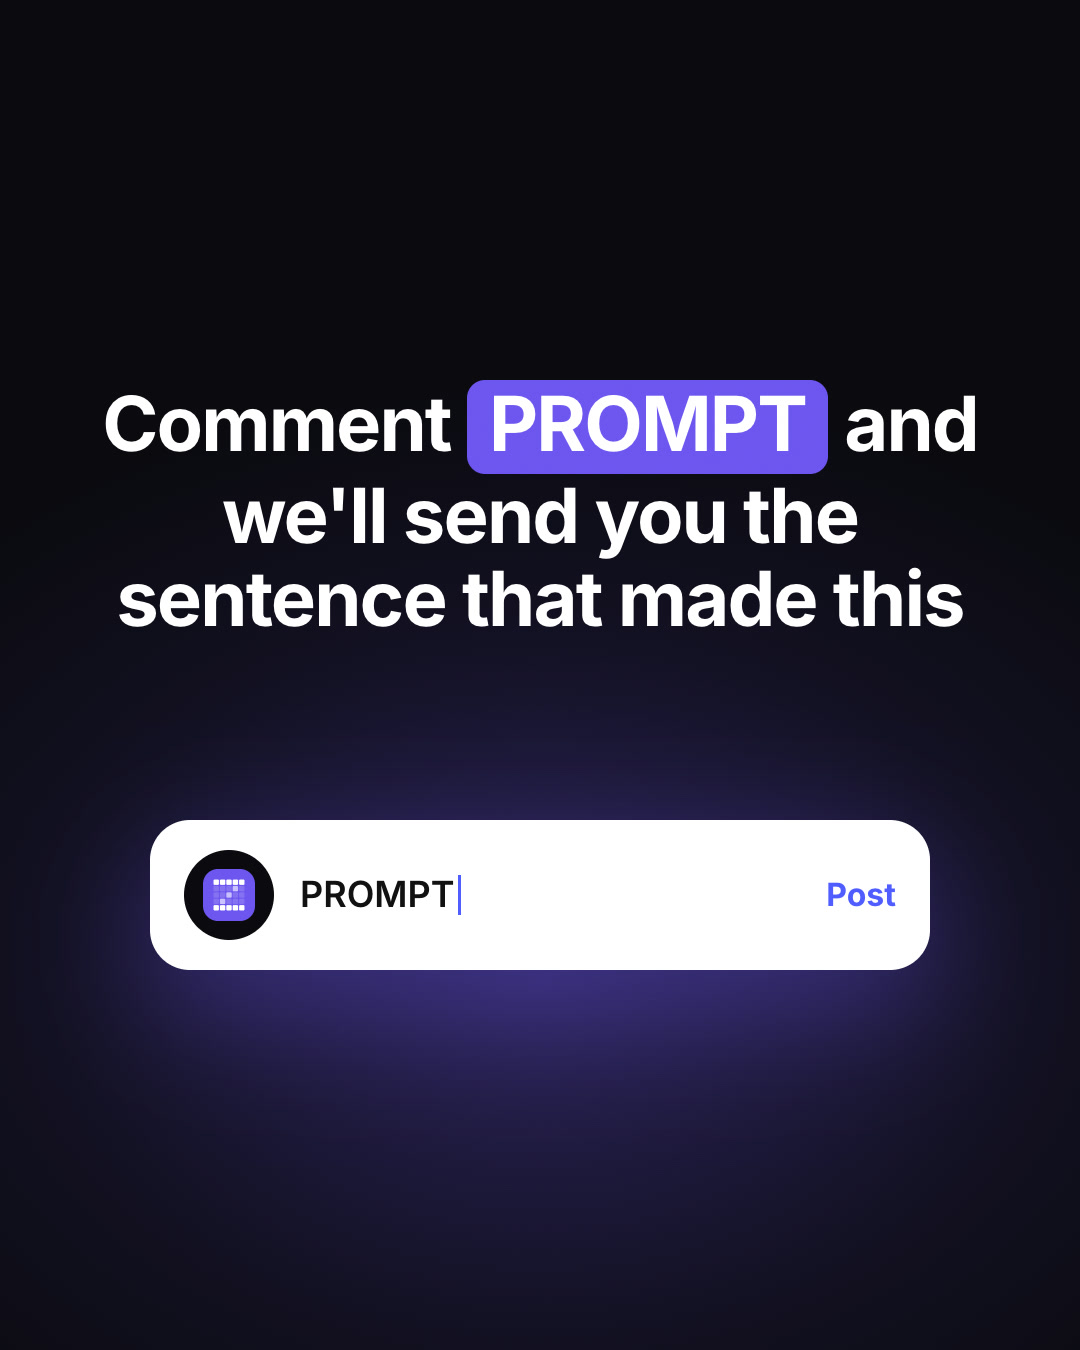 Comment PROMPT and
we'll send you the
sentence that made this
PROMPT
Post